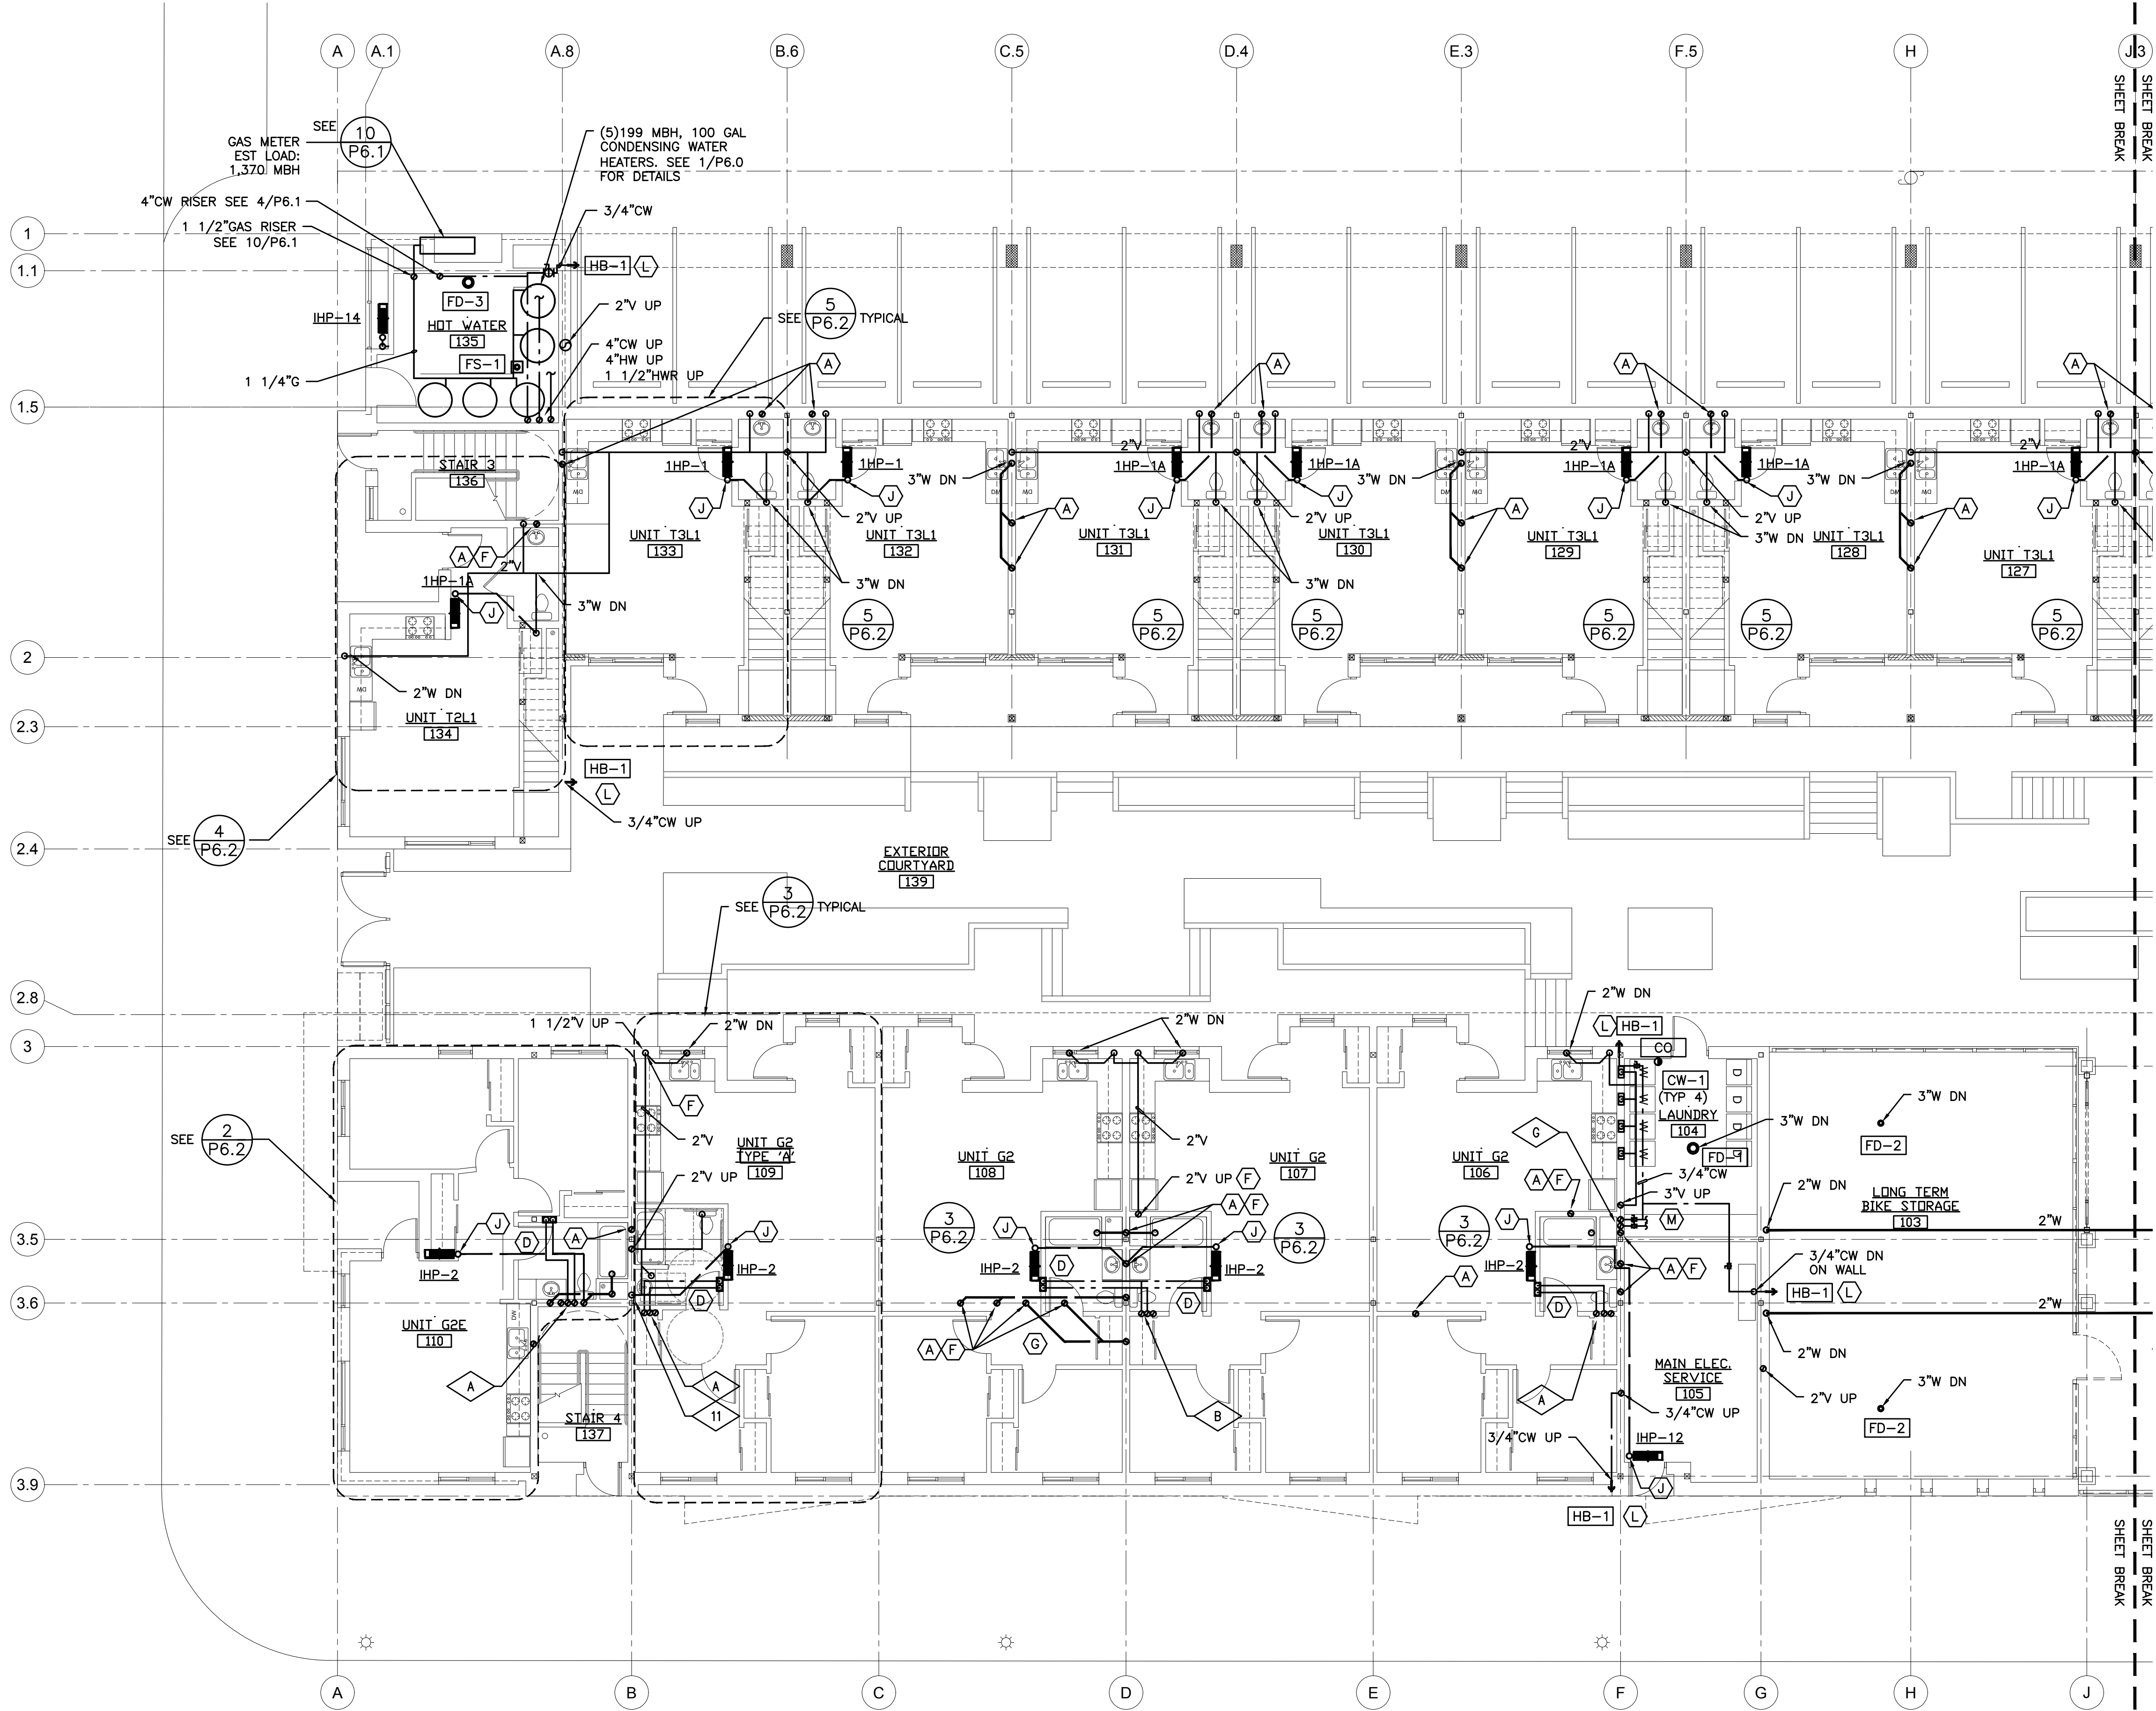 A
A.1
A.8
B.6
C.5
D.4
E.3
F.5
H
J.3
SHEET BREAK
SHEET BREAK
SEE
10
P6.1
GAS METER
EST LOAD:
1,370 MBH
(5)199 MBH, 100 GAL
CONDENSING WATER
HEATERS. SEE 1/P6.0
FOR DETAILS
4"CW RISER SEE 4/P6.1
3/4"CW
1 1/2"GAS RISER
SEE 10/P6.1
1
1.1
HB-1
L
FD-3
IHP-14
HOT WATER
135
FS-1
2"V UP
SEE
5
P6.2
TYPICAL
4"CW UP
4"HW UP
1 1/2"HWR UP
1 1/4"G
A
A
A
A
1.5
2"V
2"V
2"V
STAIR 3
136
1HP-1
1HP-1
1HP-1A
1HP-1A
1HP-1A
1HP-1A
1HP-1A
DW
DW
DW
DW
DW
DW
DW
3"W DN
3"W DN
3"W DN
J
J
J
J
J
J
J
2"V UP
2"V UP
2"V UP
A
A
A
UNIT T3L1
133
UNIT T3L1
132
UNIT T3L1
131
UNIT T3L1
130
UNIT T3L1
129
UNIT T3L1
128
UNIT T3L1
127
3"W DN
3"W DN
3"W DN
A
F
2"V
1HP-1A
J
3"W DN
5
P6.2
5
P6.2
5
P6.2
5
P6.2
5
P6.2
5
P6.2
2
DW
2"W DN
UNIT T2L1
134
2.3
HB-1
L
3/4"CW UP
SEE
4
P6.2
2.4
EXTERIOR
COURTYARD
139
SEE
3
P6.2
TYPICAL
2.8
3
1 1/2"V UP
2"W DN
2"W DN
2"W DN
L
HB-1
CO
CW-1
(TYP 4)
LAUNDRY
104
W
W
W
W
D
D
D
D
F
2"V
2"V
3"W DN
3"W DN
FD-2
FD-1
G
SEE
2
P6.2
UNIT G2
TYPE 'A'
109
UNIT G2
108
UNIT G2
107
UNIT G2
106
2"V UP
2"V UP
F
A
F
A
F
3/4"CW
3"V UP
M
2"W DN
LONG TERM
BIKE STORAGE
103
2"W
3.5
J
D
A
J
3
P6.2
J
J
3
P6.2
3
P6.2
J
IHP-2
IHP-2
IHP-2
IHP-2
IHP-2
D
D
D
D
A
A
F
3/4"CW DN
ON WALL
HB-1
L
2"W
3.6
UNIT G2E
110
DW
A
F
G
2"W DN
MAIN ELEC.
SERVICE
105
2"V UP
3"W DN
FD-2
A
A
11
B
A
STAIR 4
137
3/4"CW UP
3/4"CW UP
IHP-12
J
3.9
HB-1
L
SHEET BREAK
SHEET BREAK
A
B
C
D
E
F
G
H
J